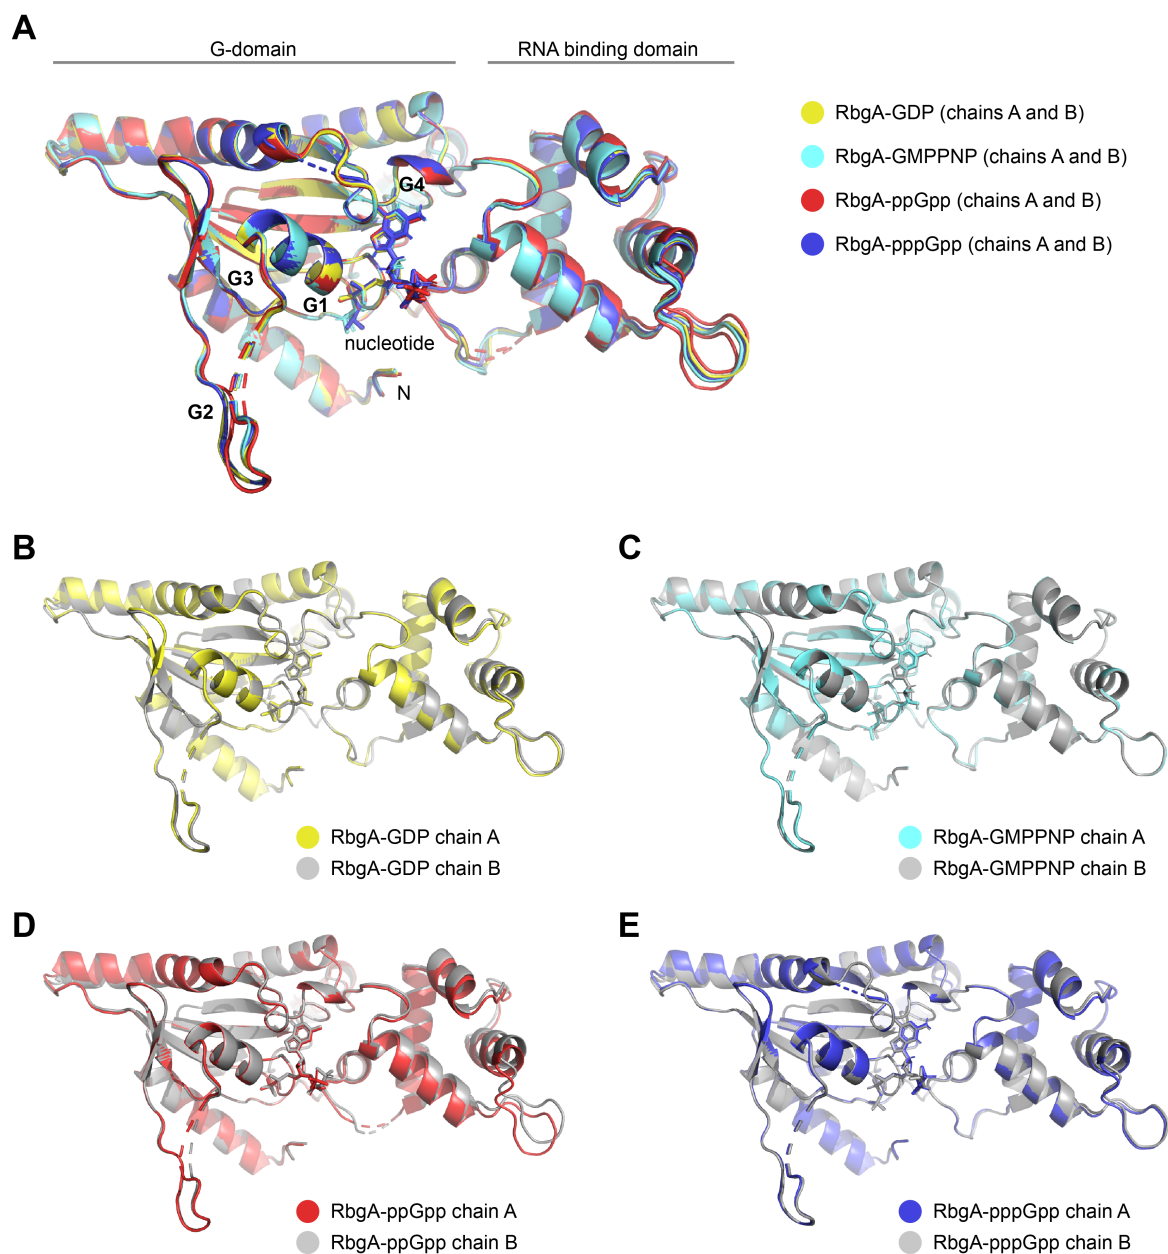 A
G-domain
RNA binding domain
RbgA-GDP (chains A and B)
RbgA-GMPPNP (chains A and B)
RbgA-ppGpp (chains A and B)
RbgA-pppGpp (chains A and B)
G4
G3
G1
nucleotide
N
G2
B
RbgA-GDP chain A
RbgA-GDP chain B
C
RbgA-GMPPNP chain A
RbgA-GMPPNP chain B
D
RbgA-ppGpp chain A
RbgA-ppGpp chain B
E
RbgA-pppGpp chain A
RbgA-pppGpp chain B